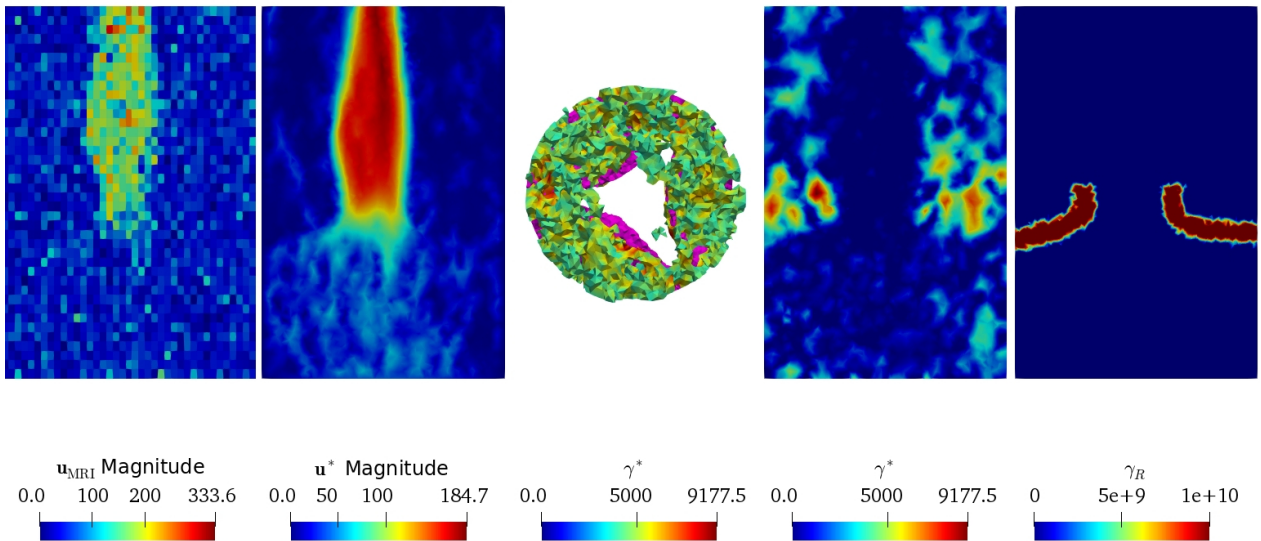 u_MRI Magnitude
0.0 100 200 333.6
u* Magnitude
0.0 50 100 184.7
γ*
0.0 5000 9177.5
γ*
0.0 5000 9177.5
γ_R
0 5e+9 1e+10